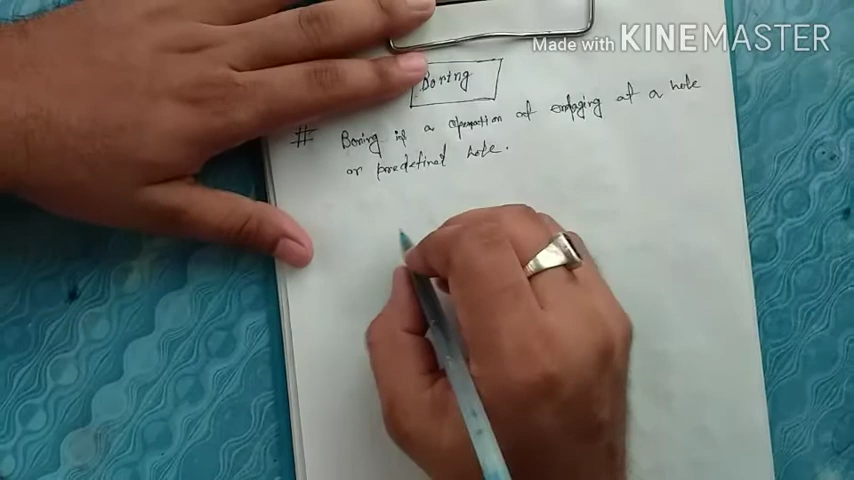 Made with KINEMASTER
Boring
# Boring is a operation of enlarging at a hole
or predefined hole.